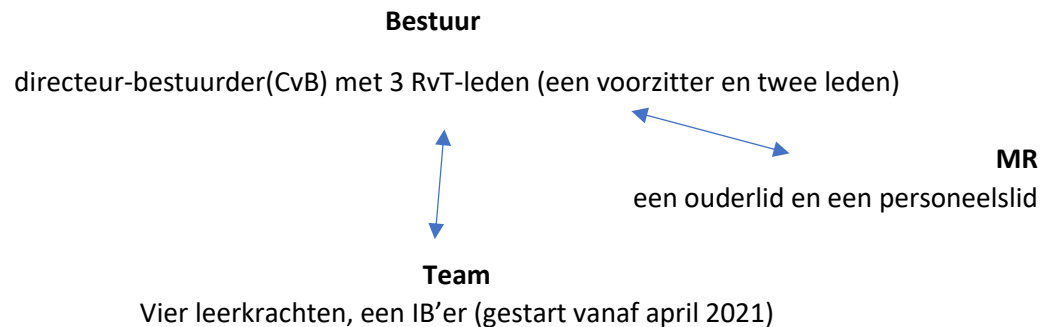 Bestuur
directeur-bestuurder(CvB) met 3 RvT-leden (een voorzitter en twee leden)
MR
een ouderlid en een personeelslid
Team
Vier leerkrachten, een IB’er (gestart vanaf april 2021)